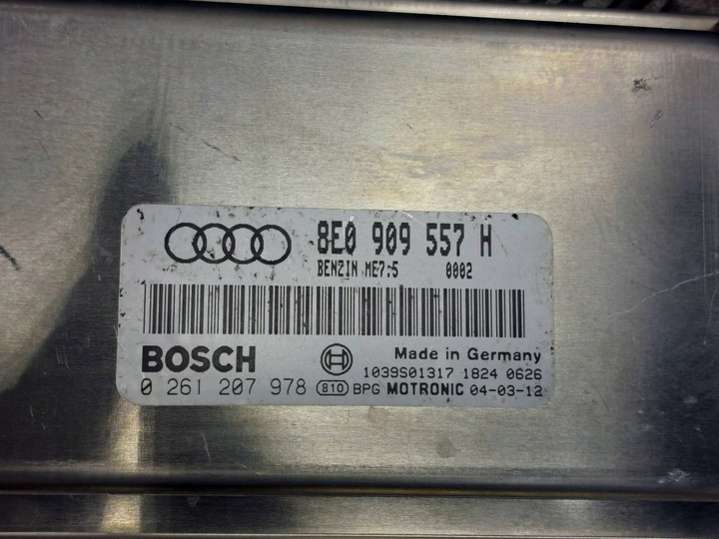 8E0 909 557 H
BENZIN ME7:5 0002
BOSCH
Made in Germany
1039S01317 1824 0626
0 261 207 978 810 BPG MOTRONIC 04-03-12